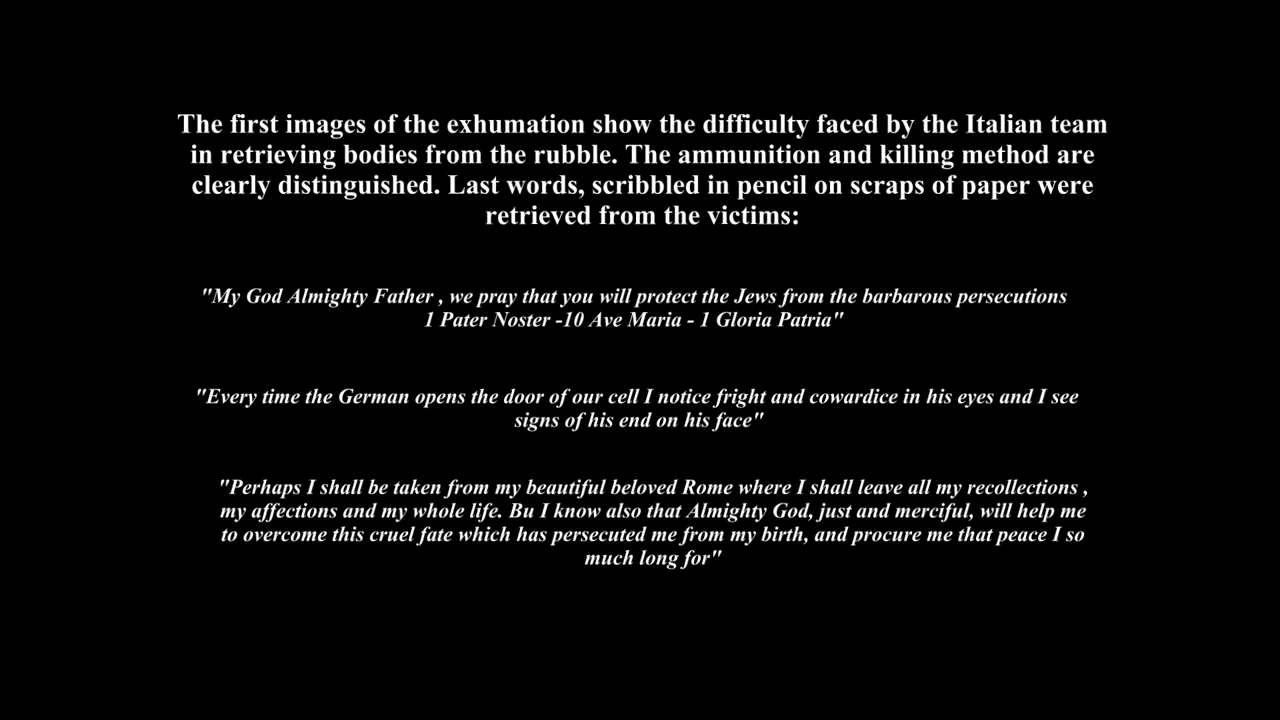 The first images of the exhumation show the difficulty faced by the Italian team
in retrieving bodies from the rubble. The ammunition and killing method are
clearly distinguished. Last words, scribbled in pencil on scraps of paper were
retrieved from the victims:
"My God Almighty Father , we pray that you will protect the Jews from the barbarous persecutions
1 Pater Noster -10 Ave Maria - 1 Gloria Patria"
"Every time the German opens the door of our cell I notice fright and cowardice in his eyes and I see
signs of his end on his face"
"Perhaps I shall be taken from my beautiful beloved Rome where I shall leave all my recollections ,
my affections and my whole life. Bu I know also that Almighty God, just and merciful, will help me
to overcome this cruel fate which has persecuted me from my birth, and procure me that peace I so
much long for"